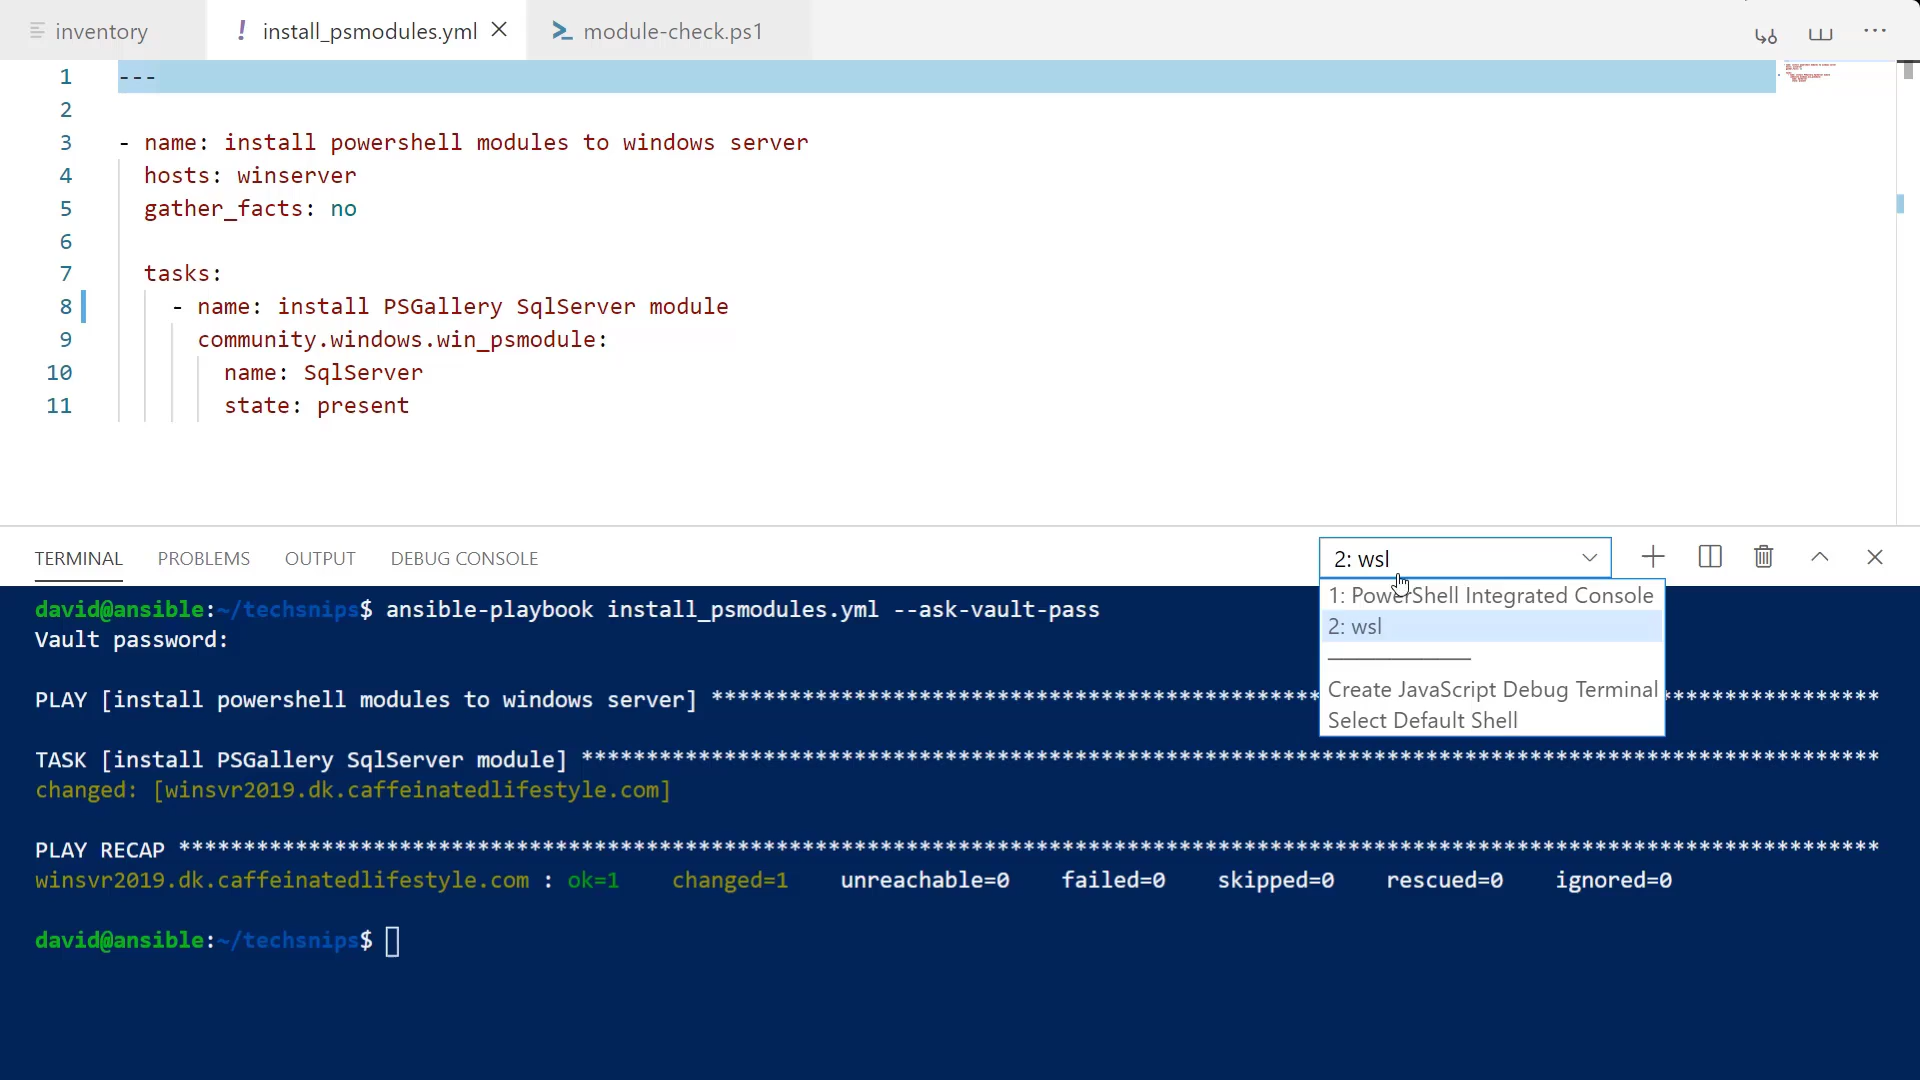 inventory
! install_psmodules.yml
module-check.ps1
1 ---
2
3 - name: install powershell modules to windows server
4 hosts: winserver
5 gather_facts: no
6
7 tasks:
8 - name: install PSGallery SqlServer module
9 community.windows.win_psmodule:
10 name: SqlServer
11 state: present
TERMINAL PROBLEMS OUTPUT DEBUG CONSOLE
2: wsl
1: PowerShell Integrated Console
2: wsl
Create JavaScript Debug Terminal
Select Default Shell
david@ansible:~/techsnips$ ansible-playbook install_psmodules.yml --ask-vault-pass
Vault password:
PLAY [install powershell modules to windows server] ****
TASK [install PSGallery SqlServer module] ****
changed: [winsvr2019.dk.caffeinatedlifestyle.com]
PLAY RECAP ****
winsvr2019.dk.caffeinatedlifestyle.com : ok=1 changed=1 unreachable=0 failed=0 skipped=0 rescued=0 ignored=0
david@ansible:~/techsnips$